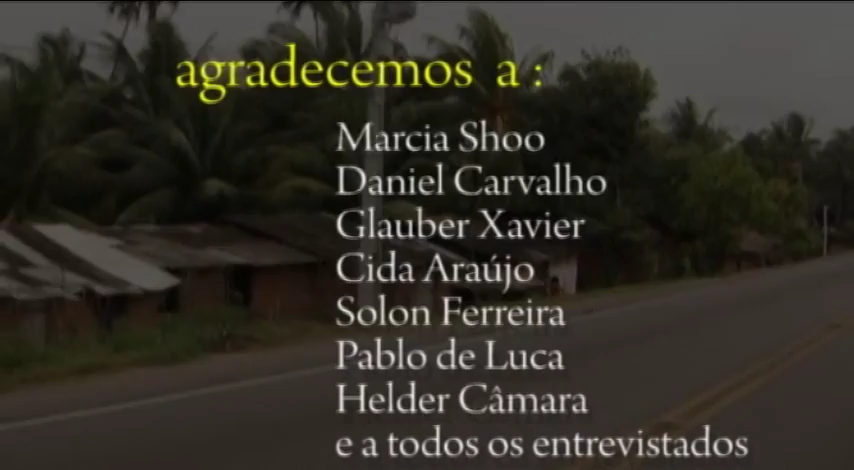 agradecemos a :
Marcia Shoo
Daniel Carvalho
Glauber Xavier
Cida Araújo
Solon Ferreira
Pablo de Luca
Helder Câmara
e a todos os entrevistados